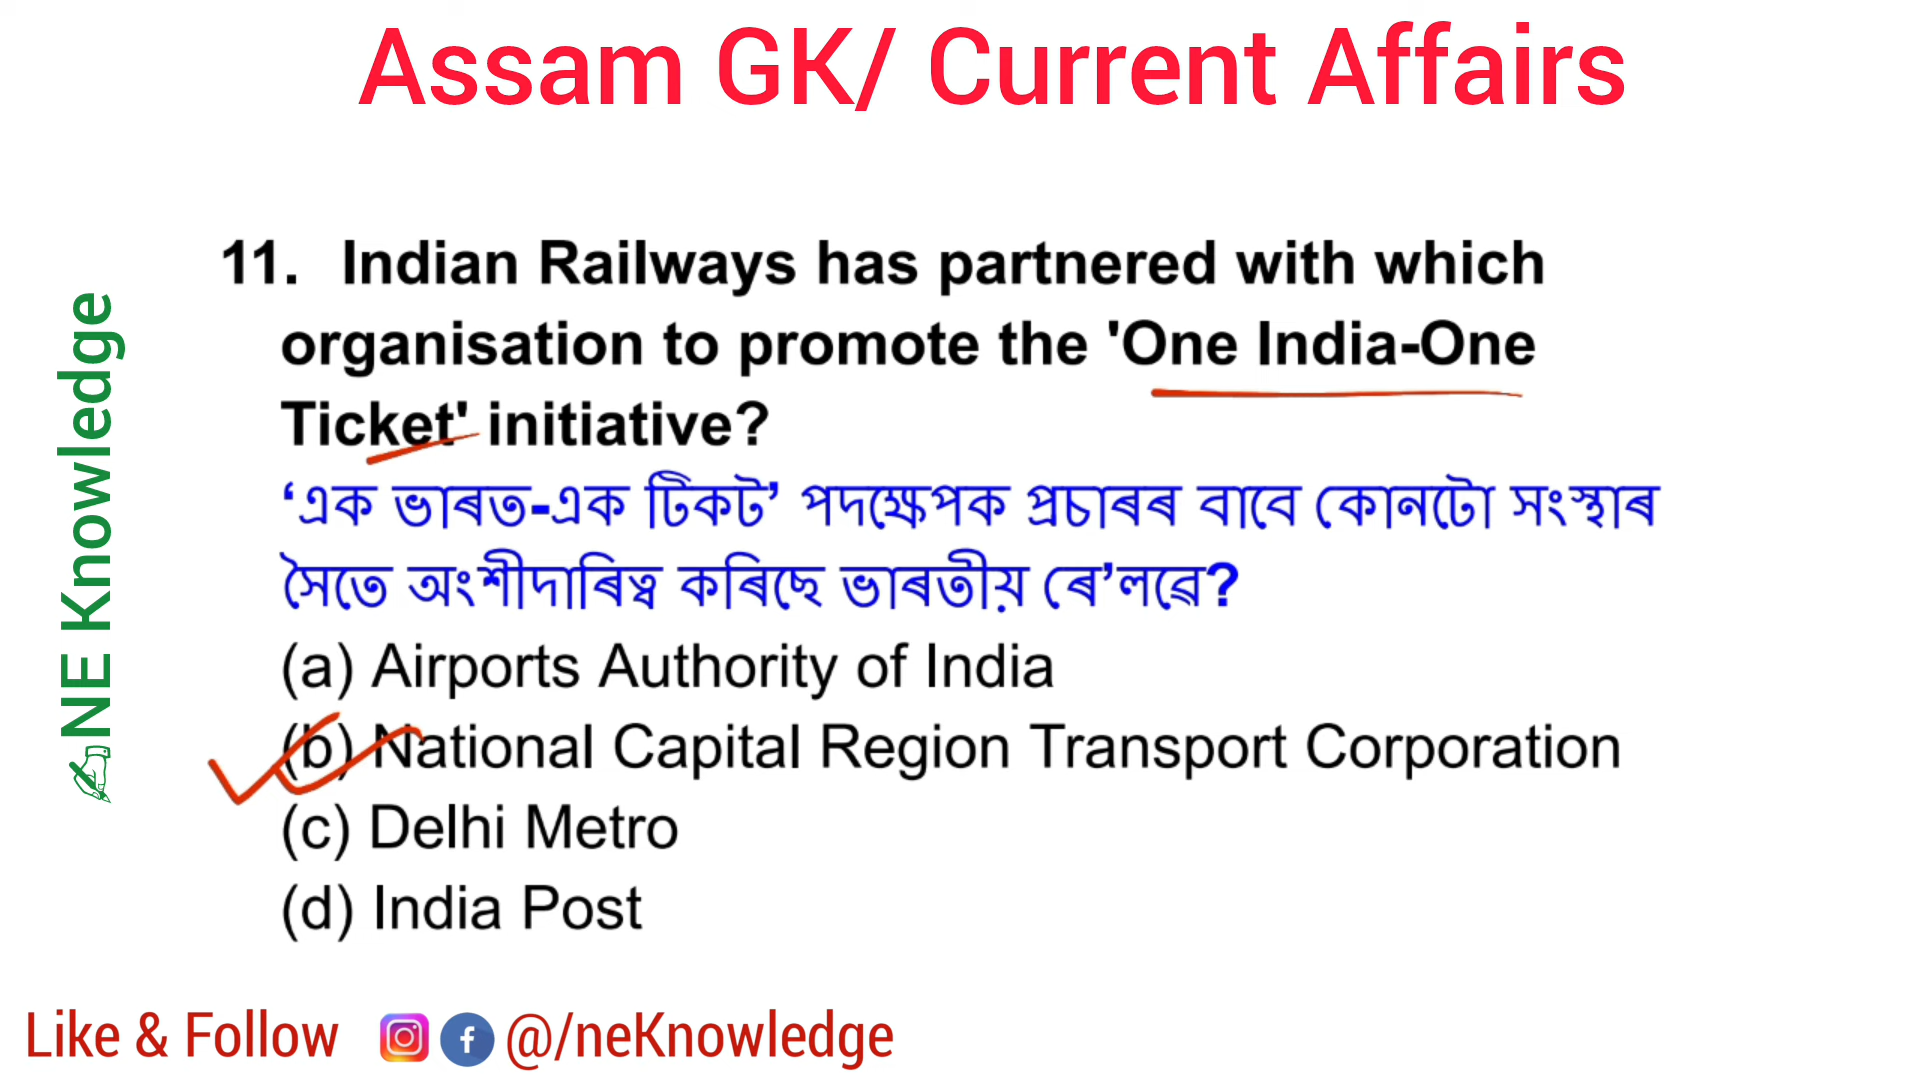 Assam GK/ Current Affairs
NE Knowledge
11. Indian Railways has partnered with which
organisation to promote the 'One India-One
Ticket' initiative?
‘এক ভাৰত-এক টিকট’ পদক্ষেপক প্ৰচাৰৰ বাবে কোনটো সংস্থাৰ
সৈতে অংশীদাৰিত্ব কৰিছে ভাৰতীয় ৰে’লৱে?
(a) Airports Authority of India
(b) National Capital Region Transport Corporation
(c) Delhi Metro
(d) India Post
Like & Follow @/neKnowledge